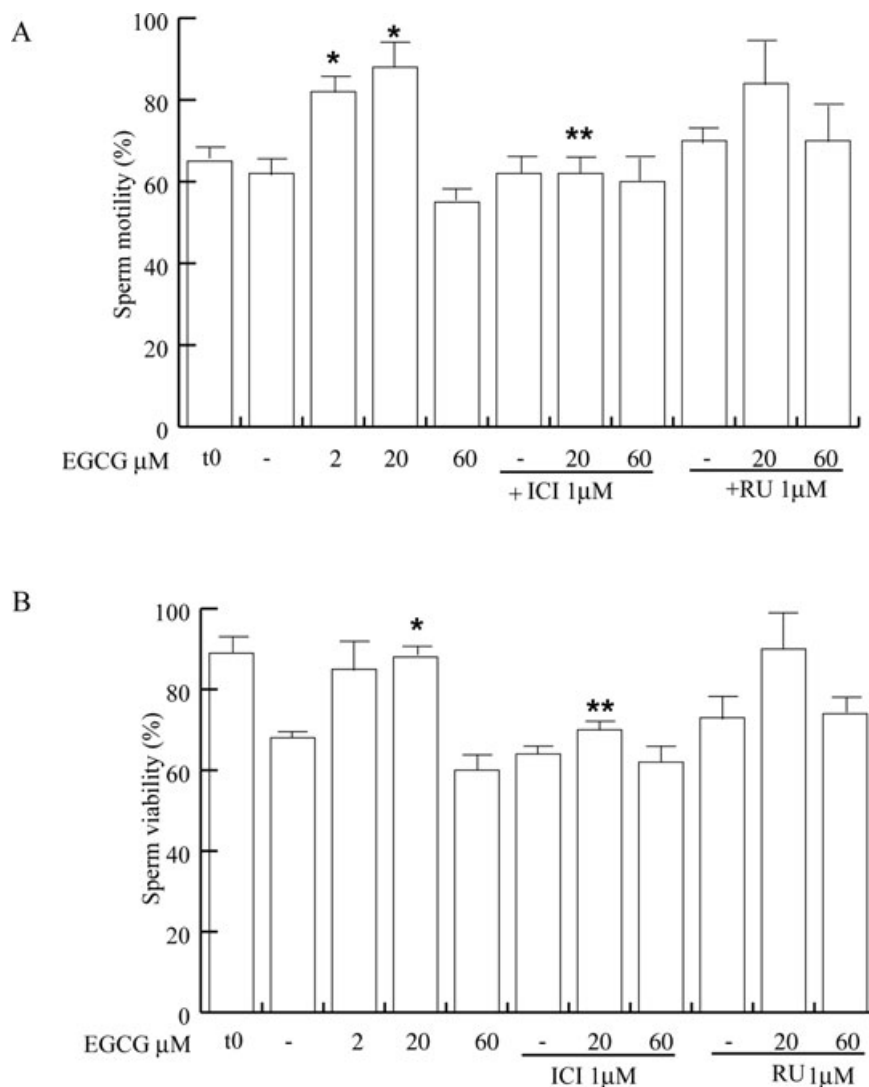 A
Sperm motility (%)
100
80
60
40
20
0
* * **
EGCG µM t0 - 2 20 60 - 20 60 - 20 60
+ ICI 1µM +RU 1µM
B
Sperm viability (%)
100
80
60
40
20
0
* **
EGCG µM t0 - 2 20 60 - 20 60 - 20 60
ICI 1µM RU 1µM